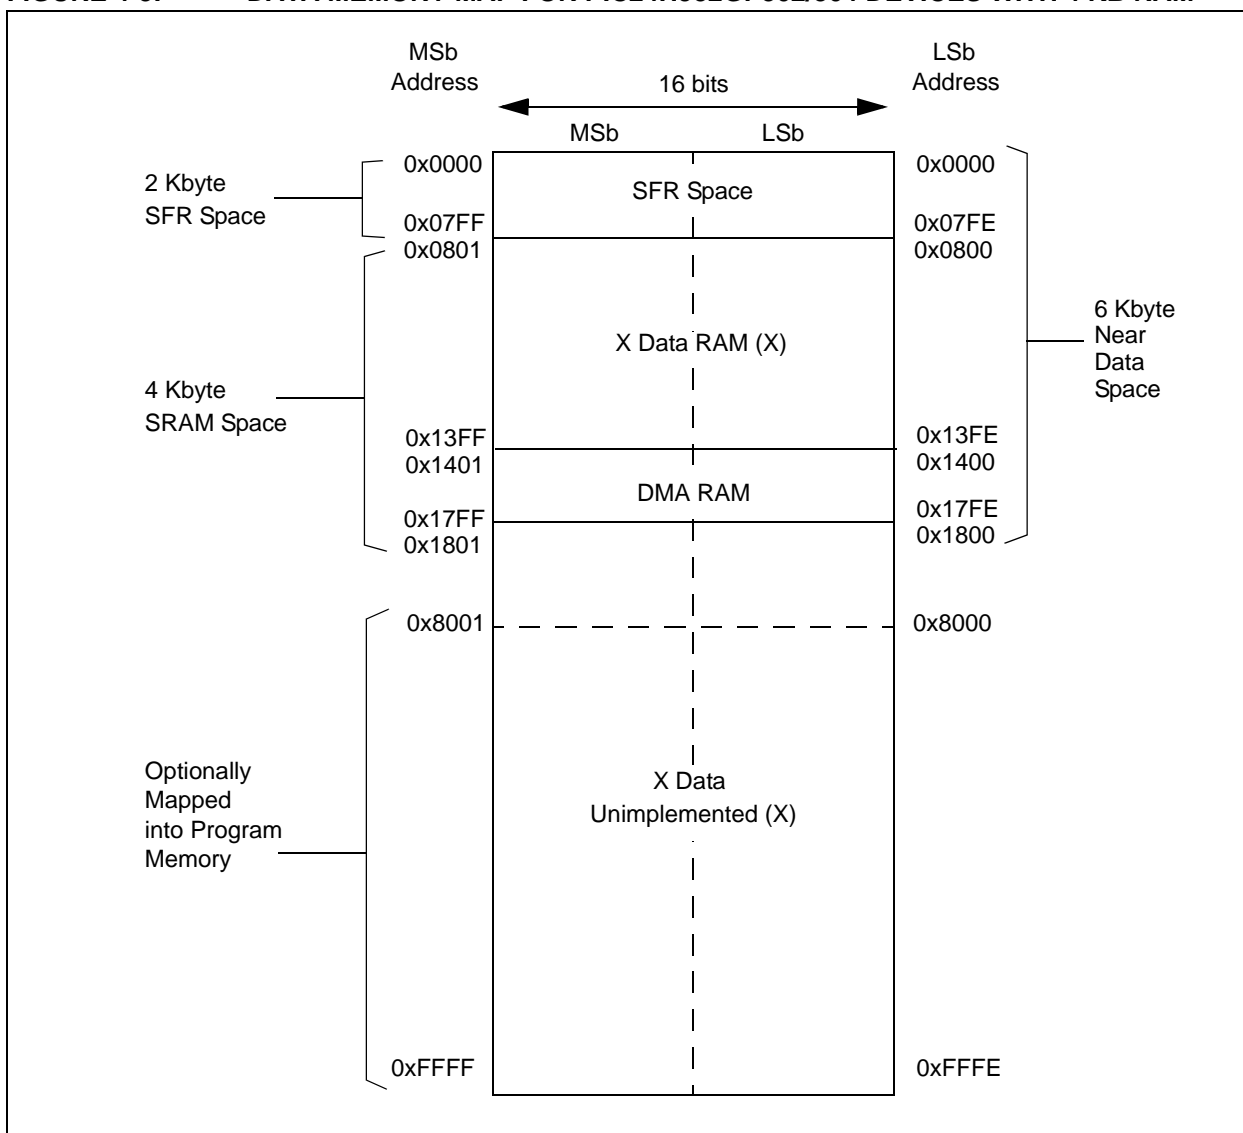 MSb
Address
LSb
Address
16 bits
MSb
LSb
0x0000
0x0000
2 Kbyte
SFR Space
SFR Space
0x07FF
0x07FE
0x0801
0x0800
6 Kbyte
Near
Data
Space
X Data RAM (X)
4 Kbyte
SRAM Space
0x13FF
0x13FE
0x1401
0x1400
DMA RAM
0x17FF
0x17FE
0x1801
0x1800
0x8001
0x8000
Optionally
Mapped
into Program
Memory
X Data
Unimplemented (X)
0xFFFF
0xFFFE